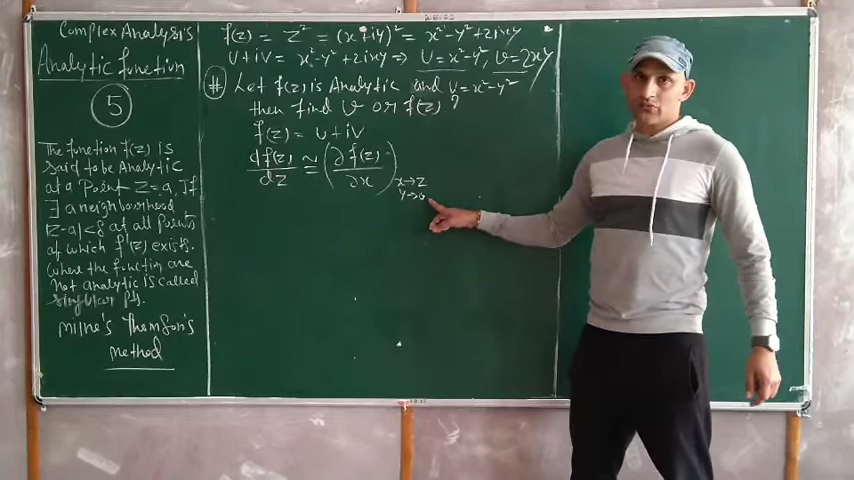 Complex Analysis
Analytic function
5
The function f(z) is
said to be Analytic
at a Point z=a, If
∃ a neighbourhood
|z-a|<δ at all Points
of which f'(z) exists.
where the function are
not analytic is called
singular pts.
milne's Thomson's
method
f(z) = z² = (x+iy)² = x²-y²+2ixy
U+iV = x²-y²+2ixy ⇒ U=x²-y², v=2xy
# Let f(z) is Analytic and U=x²-y²
then find V or f(z) ?
f(z) = U+iV
df(z)/dz ≅ (∂f(z)/∂x) x→z
y→0